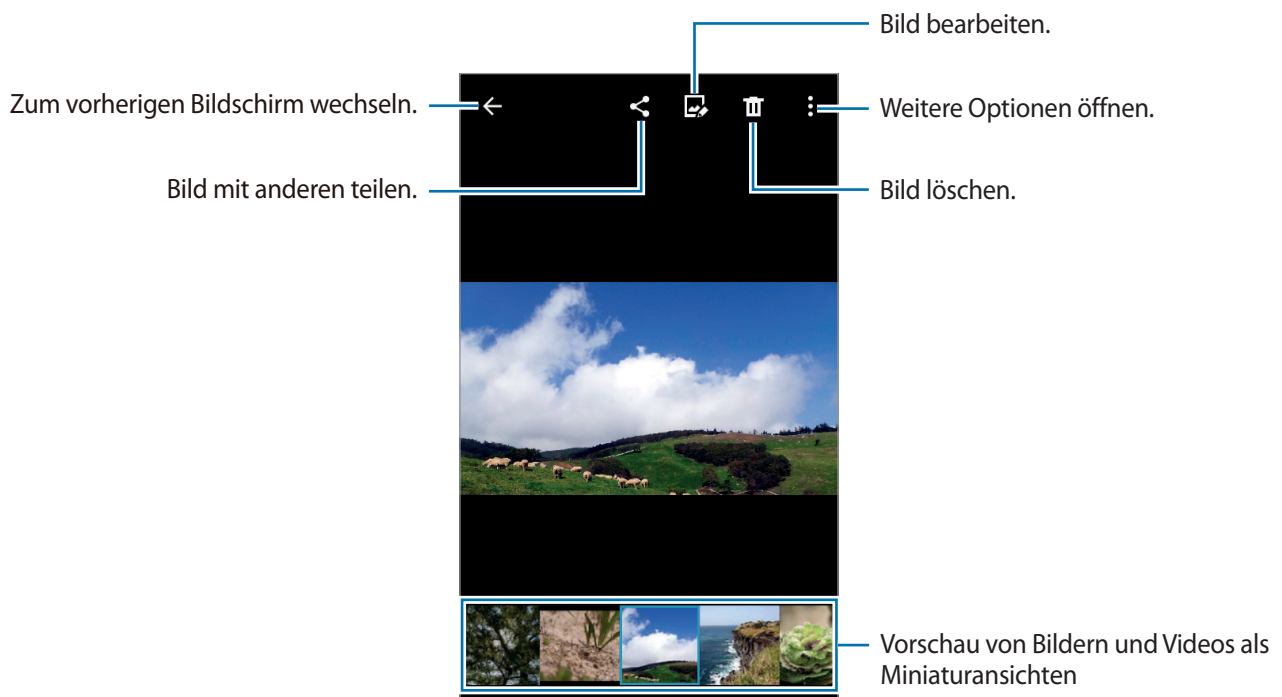 Bild bearbeiten.
Zum vorherigen Bildschirm wechseln.
Weitere Optionen öffnen.
Bild mit anderen teilen.
Bild löschen.
Vorschau von Bildern und Videos als
Miniaturansichten